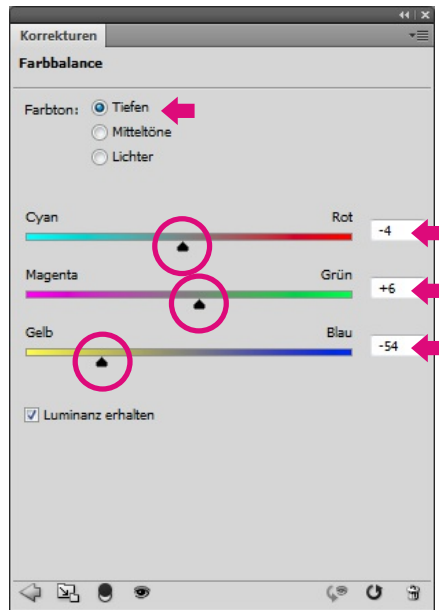 Korrekturen
Farbbalance
Farbton: Tiefen
Mitteltöne
Lichter
Cyan Rot -4
Magenta Grün +6
Gelb Blau -54
Luminanz erhalten